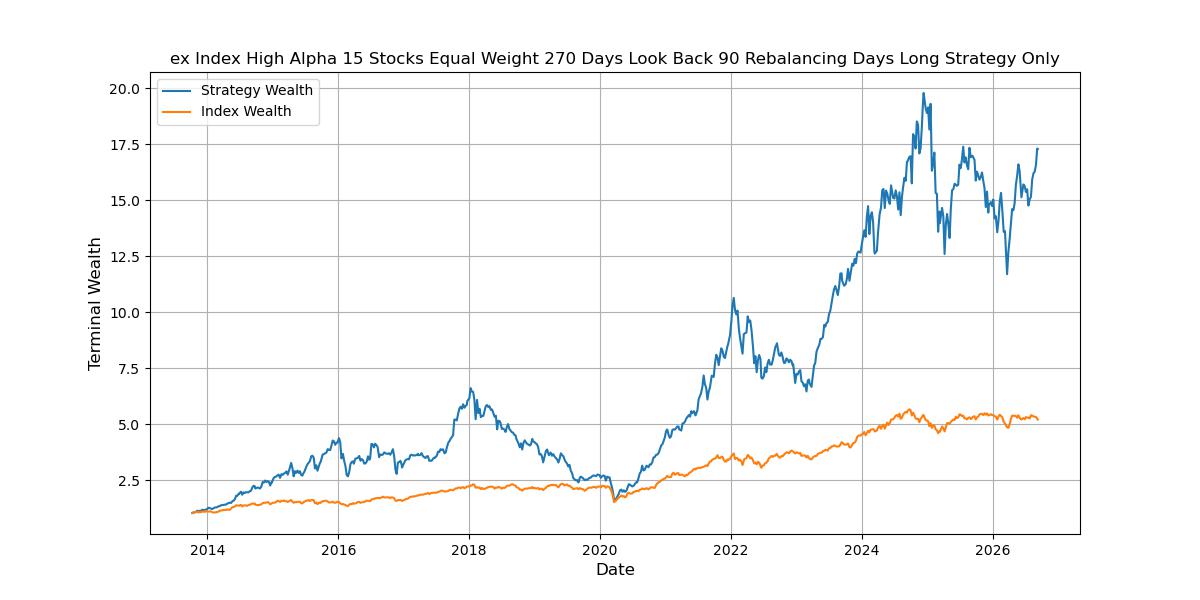 ex Index High Alpha 15 Stocks Equal Weight 270 Days Look Back 90 Rebalancing Days Long Strategy Only
Strategy Wealth
Index Wealth
Terminal Wealth
20.0
17.5
15.0
12.5
10.0
7.5
5.0
2.5
2014 2016 2018 2020 2022 2024 2026
Date